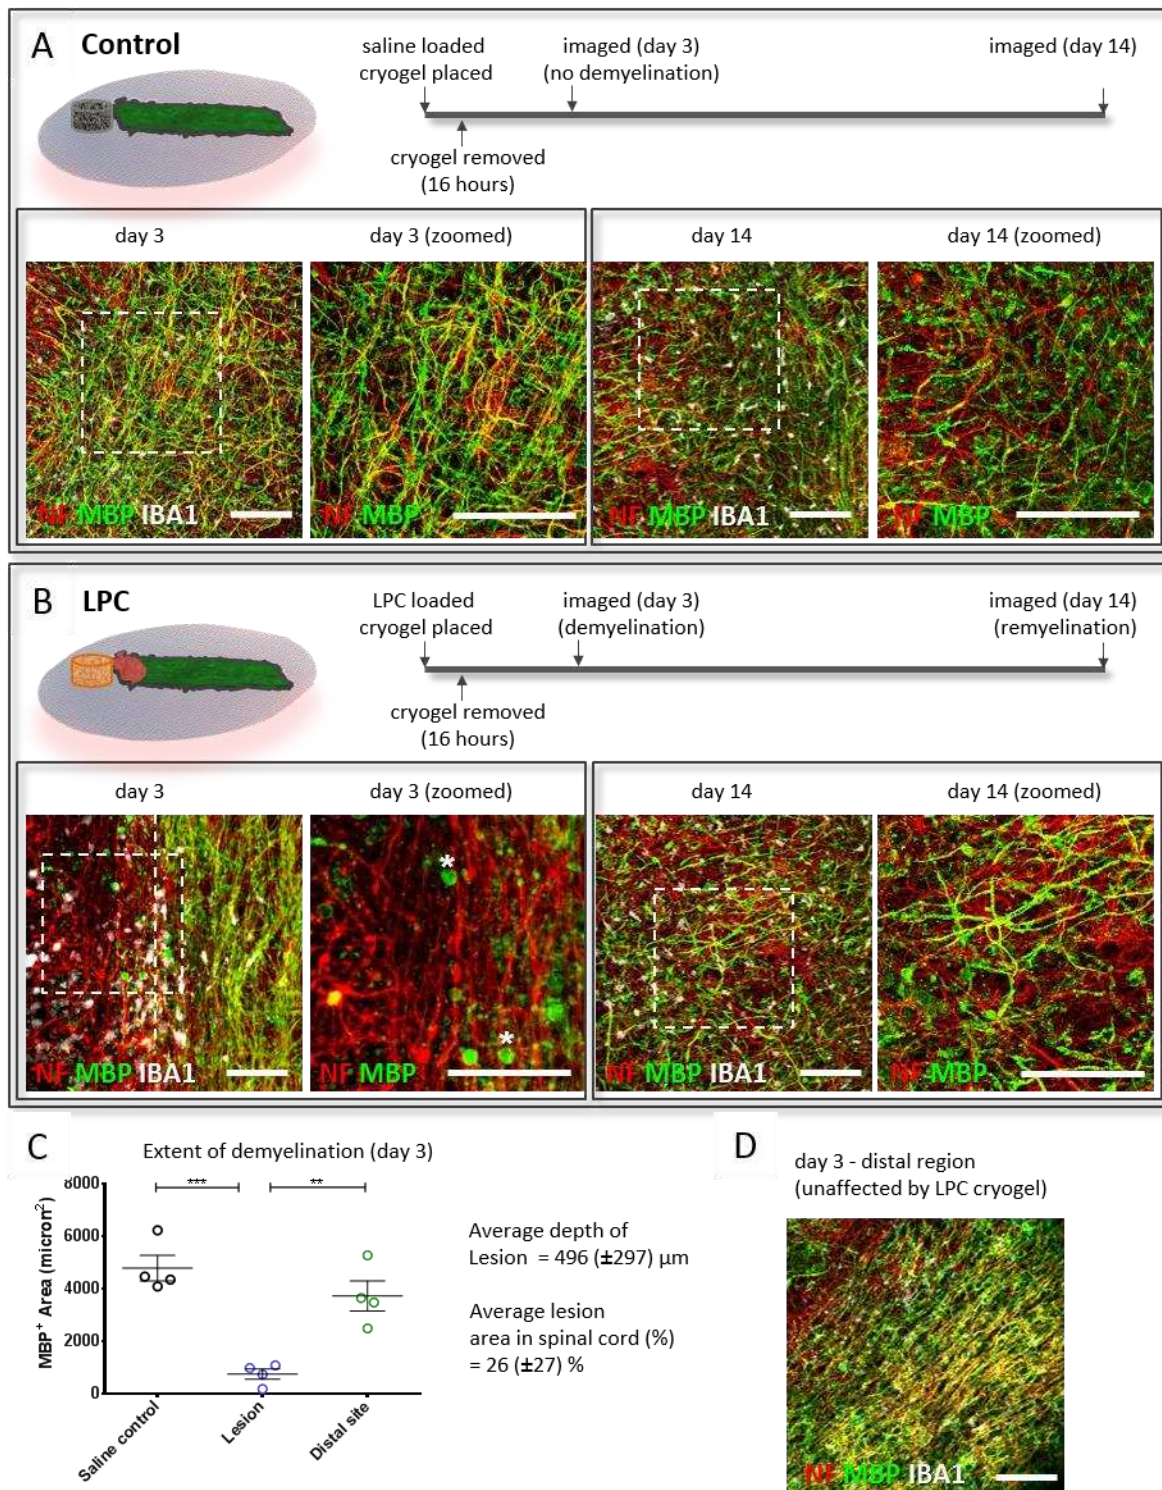 A Control
saline loaded
cryogel placed
imaged (day 3)
(no demyelination)
imaged (day 14)
cryogel removed
(16 hours)
day 3
day 3 (zoomed)
day 14
day 14 (zoomed)
NF MBP IBA1
NF MBP
NF MBP IBA1
NF MBP
B LPC
LPC loaded
cryogel placed
imaged (day 3)
(demyelination)
imaged (day 14)
(remyelination)
cryogel removed
(16 hours)
day 3
day 3 (zoomed)
day 14
day 14 (zoomed)
*
*
NF MBP IBA1
NF MBP
NF MBP IBA1
NF MBP
C
Extent of demyelination (day 3)
8000
6000
4000
2000
0
MBP+ Area (micron2)
***
**
Saline control
Lesion
Distal site
Average depth of
Lesion = 496 (±297) µm
Average lesion
area in spinal cord (%)
= 26 (±27) %
D
day 3 - distal region
(unaffected by LPC cryogel)
NF MBP IBA1